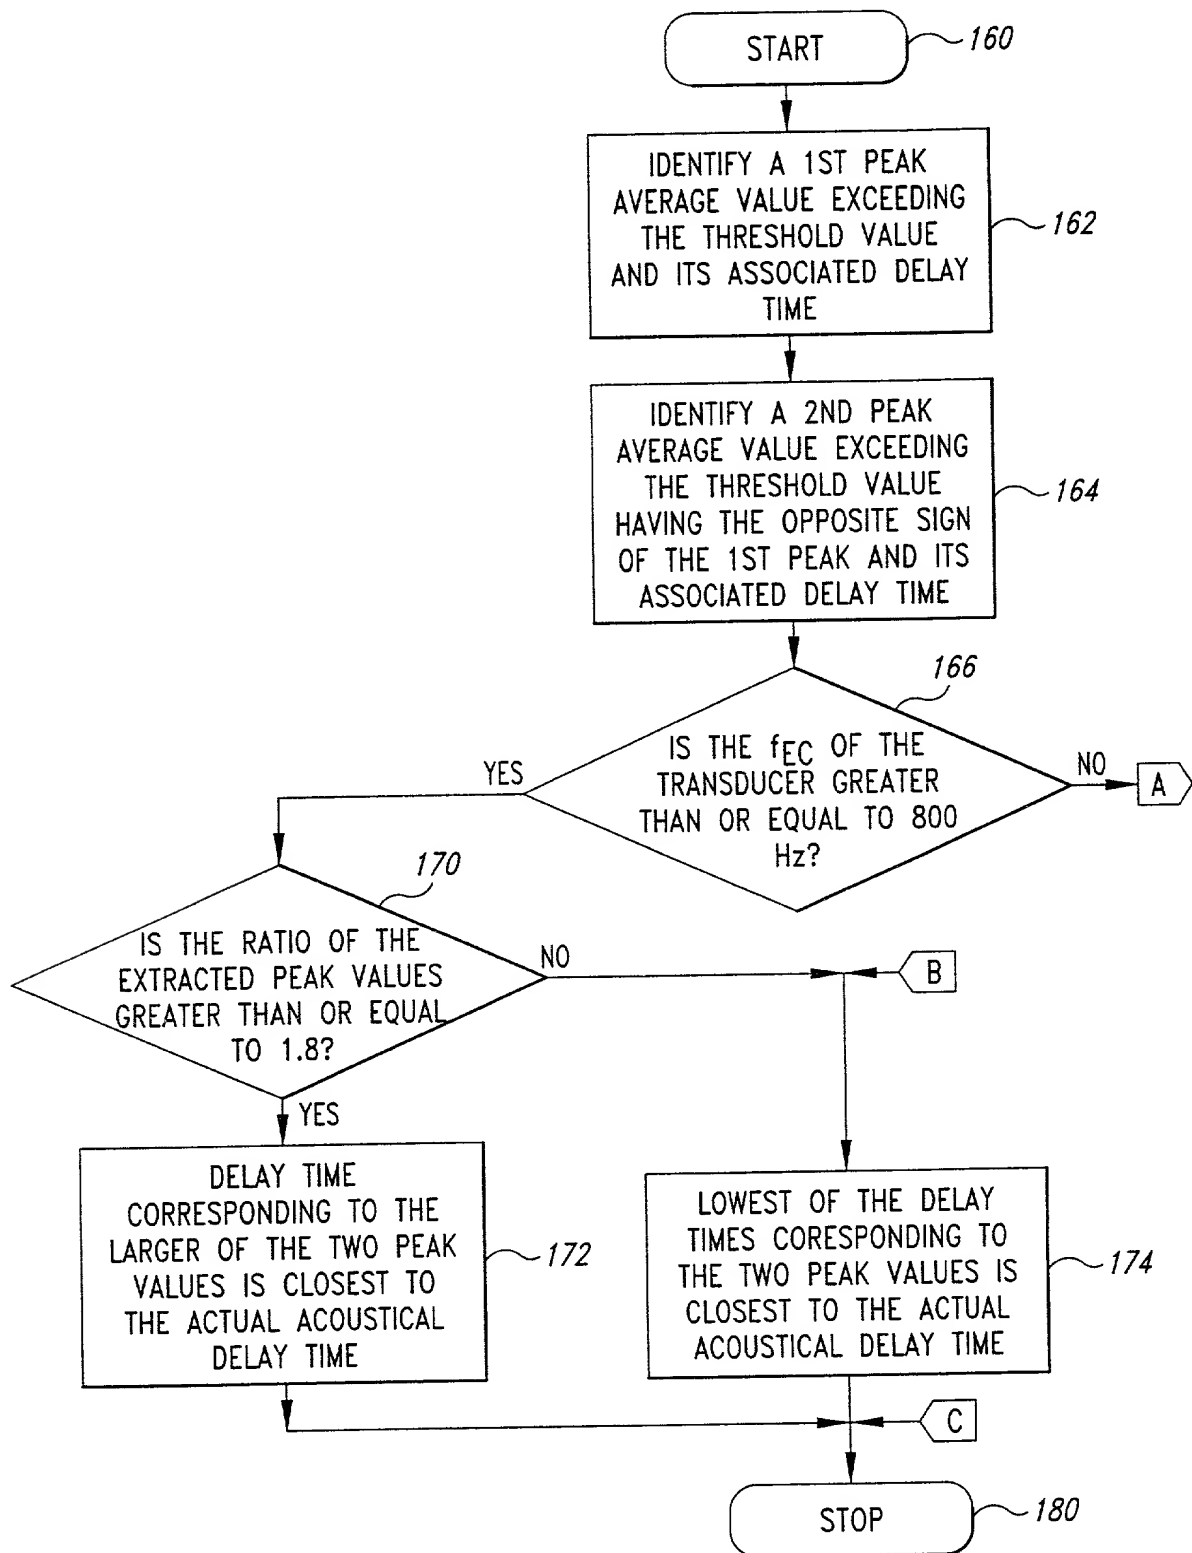 START
160
IDENTIFY A 1ST PEAK
AVERAGE VALUE EXCEEDING
THE THRESHOLD VALUE
AND ITS ASSOCIATED DELAY
TIME
162
IDENTIFY A 2ND PEAK
AVERAGE VALUE EXCEEDING
THE THRESHOLD VALUE
HAVING THE OPPOSITE SIGN
OF THE 1ST PEAK AND ITS
ASSOCIATED DELAY TIME
164
166
IS THE fEC OF THE
TRANSDUCER GREATER
THAN OR EQUAL TO 800
Hz?
YES
NO
A
170
IS THE RATIO OF THE
EXTRACTED PEAK VALUES
GREATER THAN OR EQUAL
TO 1.8?
NO
B
YES
DELAY TIME
CORRESPONDING TO THE
LARGER OF THE TWO PEAK
VALUES IS CLOSEST TO
THE ACTUAL ACOUSTICAL
DELAY TIME
172
LOWEST OF THE DELAY
TIMES CORESPONDING TO
THE TWO PEAK VALUES IS
CLOSEST TO THE ACTUAL
ACOUSTICAL DELAY TIME
174
C
STOP
180